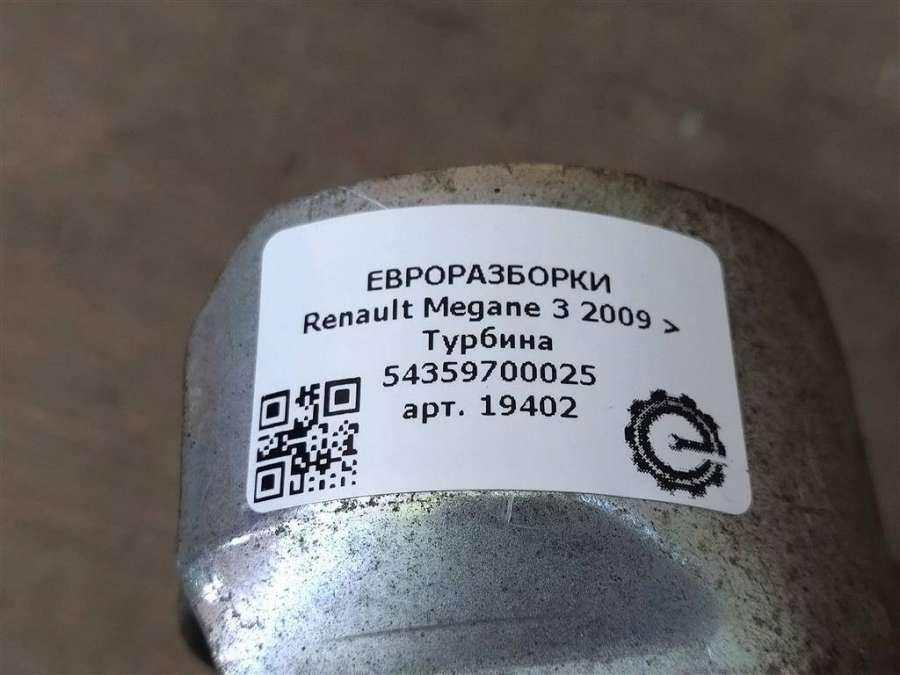 ЕВРОРАЗБОРКИ
Renault Megane 3 2009 >
Турбина
54359700025
арт. 19402